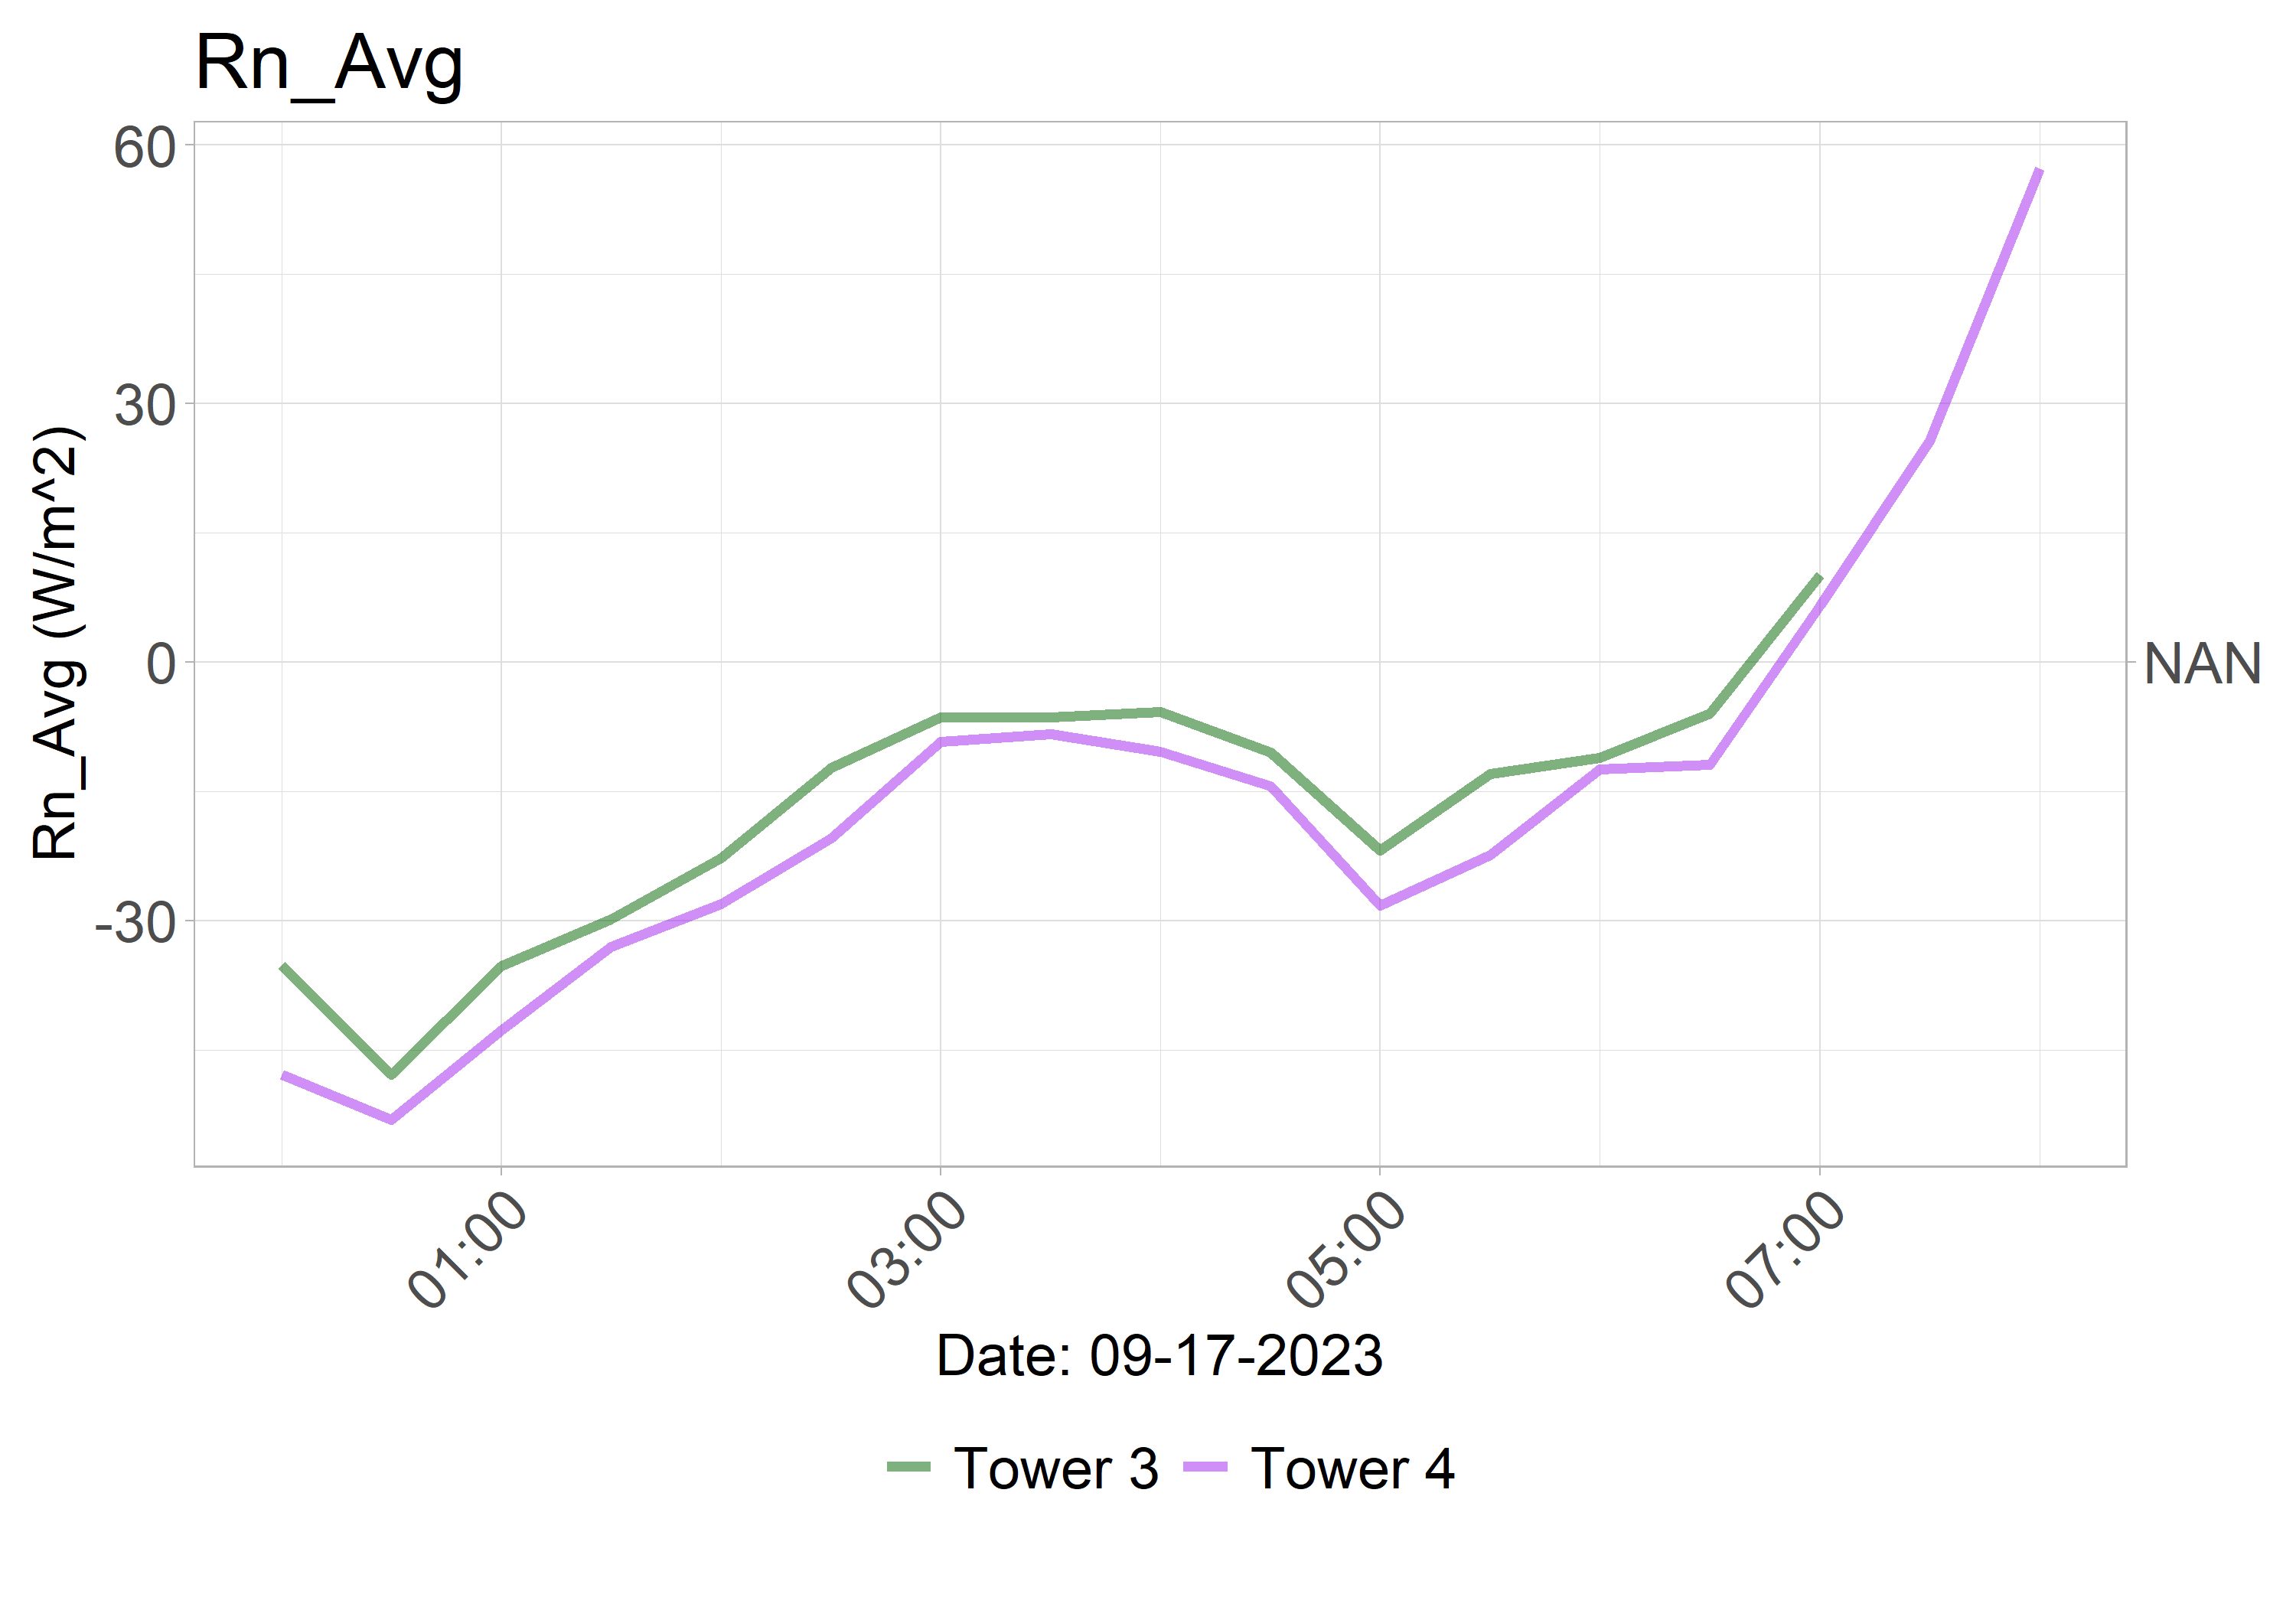 Rn_Avg
Rn_Avg (W/m^2)
60
30
0
-30
NAN
01:00
03:00
05:00
07:00
Date: 09-17-2023
Tower 3
Tower 4